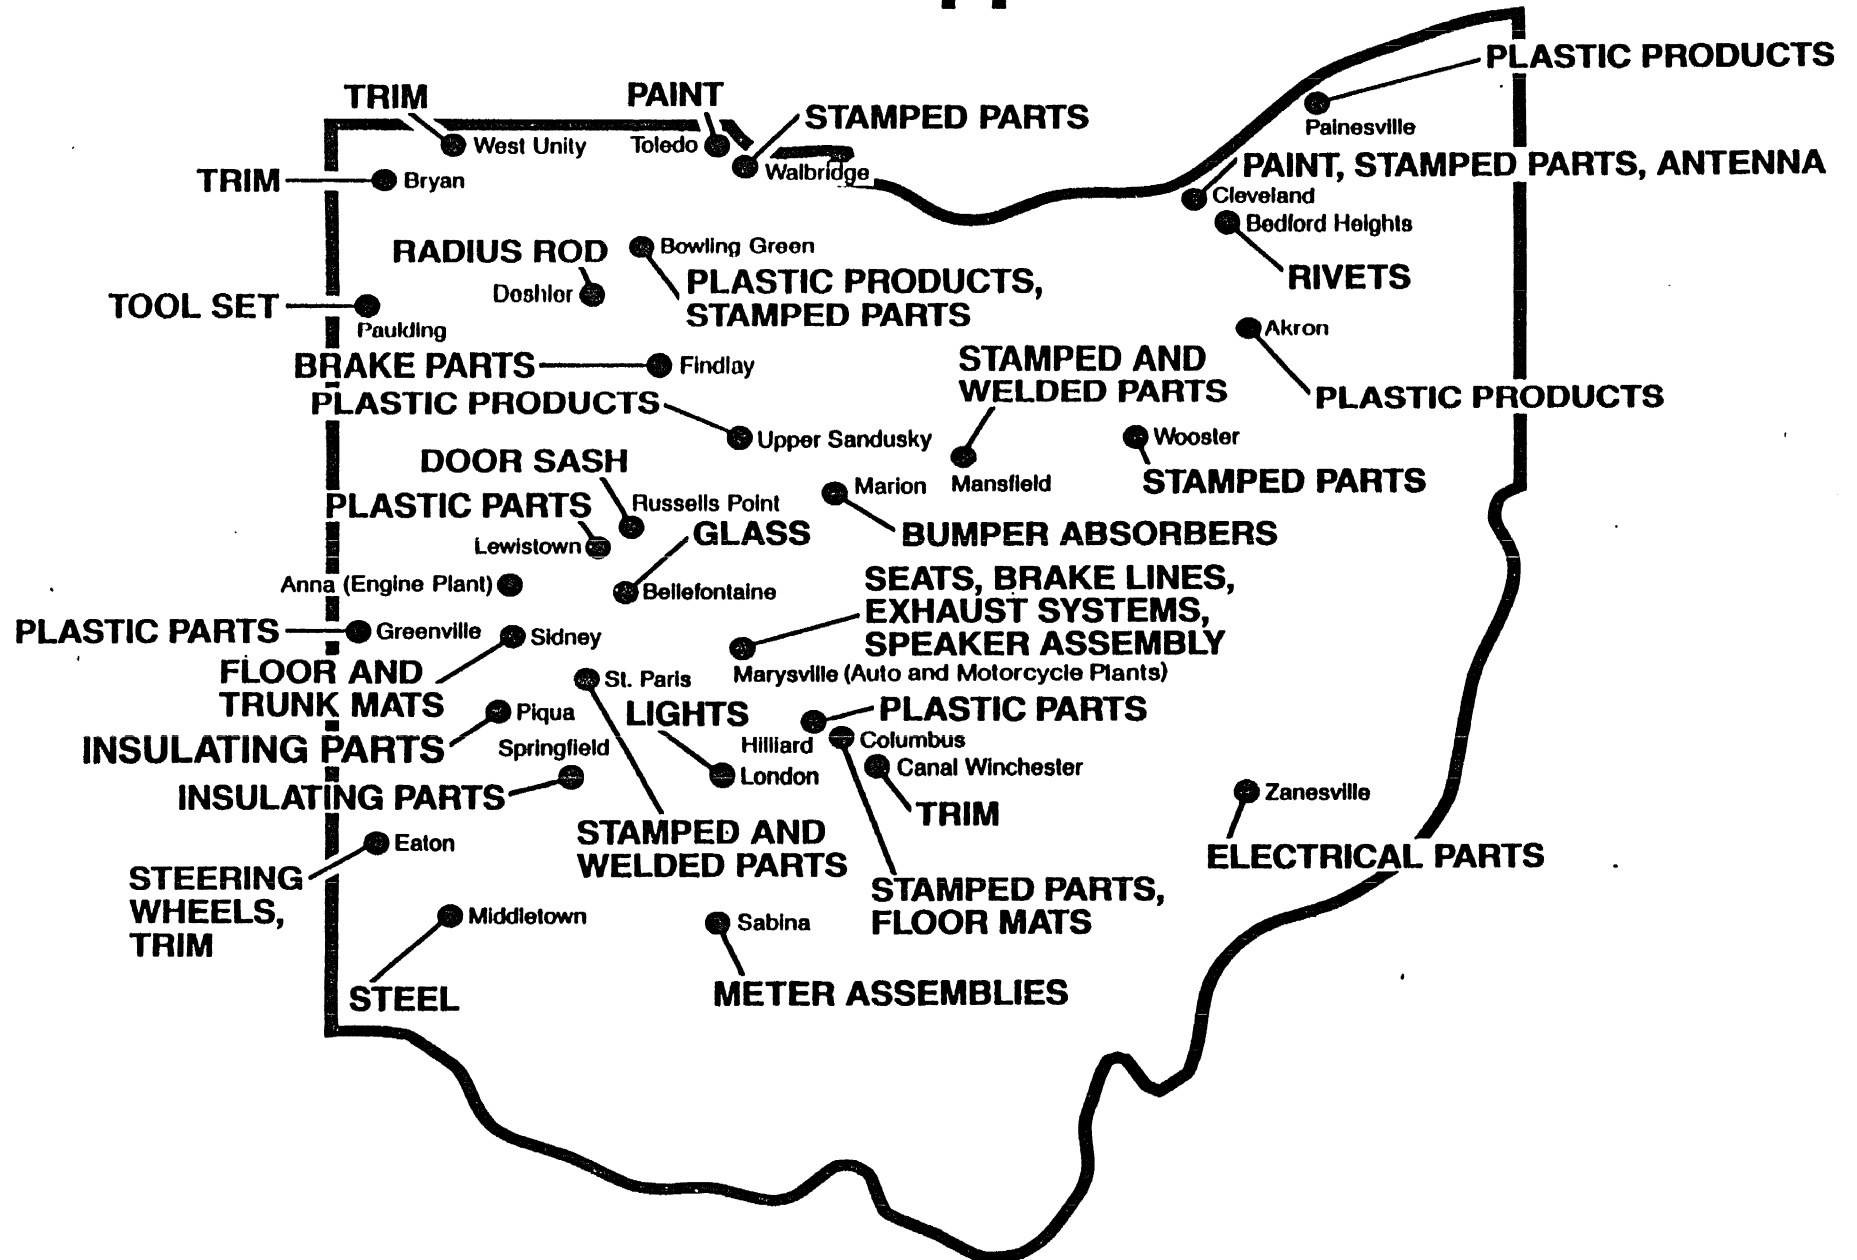 PLASTIC PRODUCTS
TRIM
PAINT
STAMPED PARTS
Painesville
West Unity
Toledo
Walbridge
PAINT, STAMPED PARTS, ANTENNA
TRIM
Bryan
Cleveland
Bedford Heights
RADIUS ROD
Bowling Green
PLASTIC PRODUCTS,
STAMPED PARTS
RIVETS
Deshler
TOOL SET
Paulding
Akron
BRAKE PARTS
Findlay
STAMPED AND
WELDED PARTS
PLASTIC PRODUCTS
PLASTIC PRODUCTS
Upper Sandusky
Wooster
DOOR SASH
Marion
Mansfield
STAMPED PARTS
PLASTIC PARTS
Russells Point
GLASS
BUMPER ABSORBERS
Lewistown
Anna (Engine Plant)
Bellefontaine
SEATS, BRAKE LINES,
EXHAUST SYSTEMS,
SPEAKER ASSEMBLY
PLASTIC PARTS
Greenville
Sidney
Marysville (Auto and Motorcycle Plants)
FLOOR AND
TRUNK MATS
St. Paris
Piqua
LIGHTS
PLASTIC PARTS
INSULATING PARTS
Springfield
Hilliard
Columbus
London
Canal Winchester
INSULATING PARTS
TRIM
Zanesville
STAMPED AND
WELDED PARTS
Eaton
ELECTRICAL PARTS
STEERING
WHEELS,
TRIM
STAMPED PARTS,
FLOOR MATS
Middletown
Sabina
STEEL
METER ASSEMBLIES